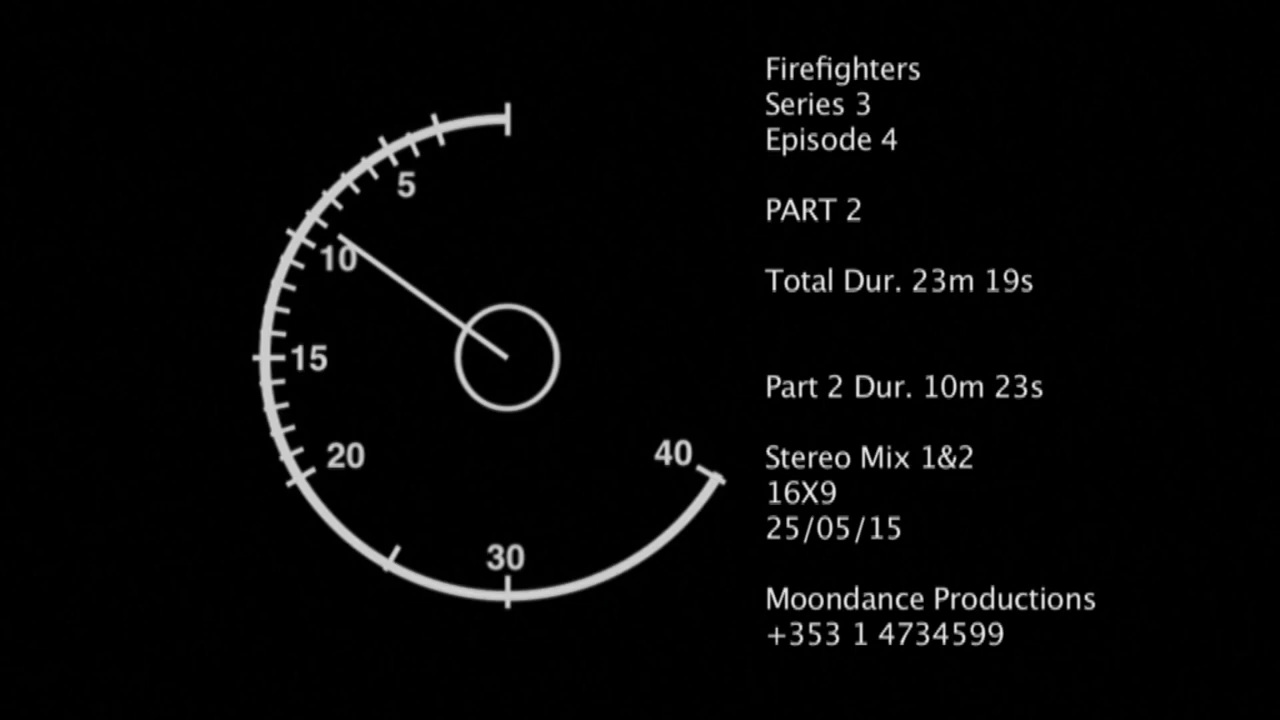 Firefighters
Series 3
Episode 4
PART 2
Total Dur. 23m 19s
Part 2 Dur. 10m 23s
Stereo Mix 1&2
16X9
25/05/15
Moondance Productions
+353 1 4734599
5
10
15
20
30
40